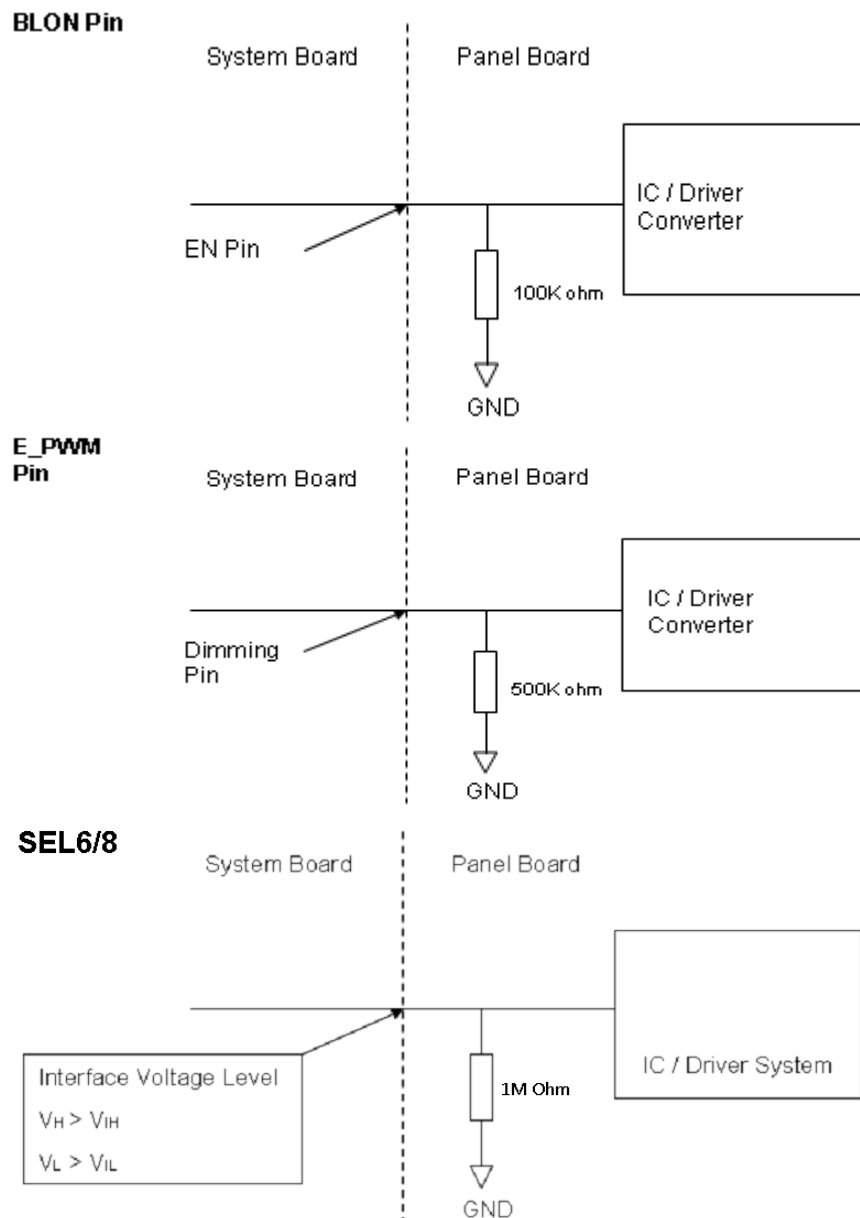 BLON Pin
System Board
Panel Board
IC / Driver
Converter
EN Pin
100K ohm
GND
E_PWM
Pin
System Board
Panel Board
IC / Driver
Converter
Dimming
Pin
500K ohm
GND
SEL6/8
System Board
Panel Board
Interface Voltage Level
VH > VIH
VL > VIL
IC / Driver System
1M Ohm
GND